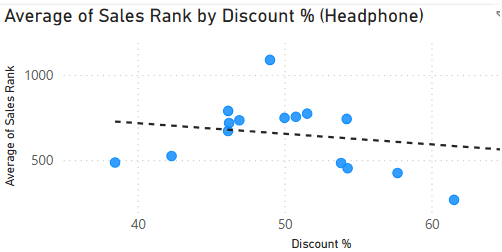 Average of Sales Rank by Discount % (Headphone)
Average of Sales Rank
1000
500
40 50 60
Discount %